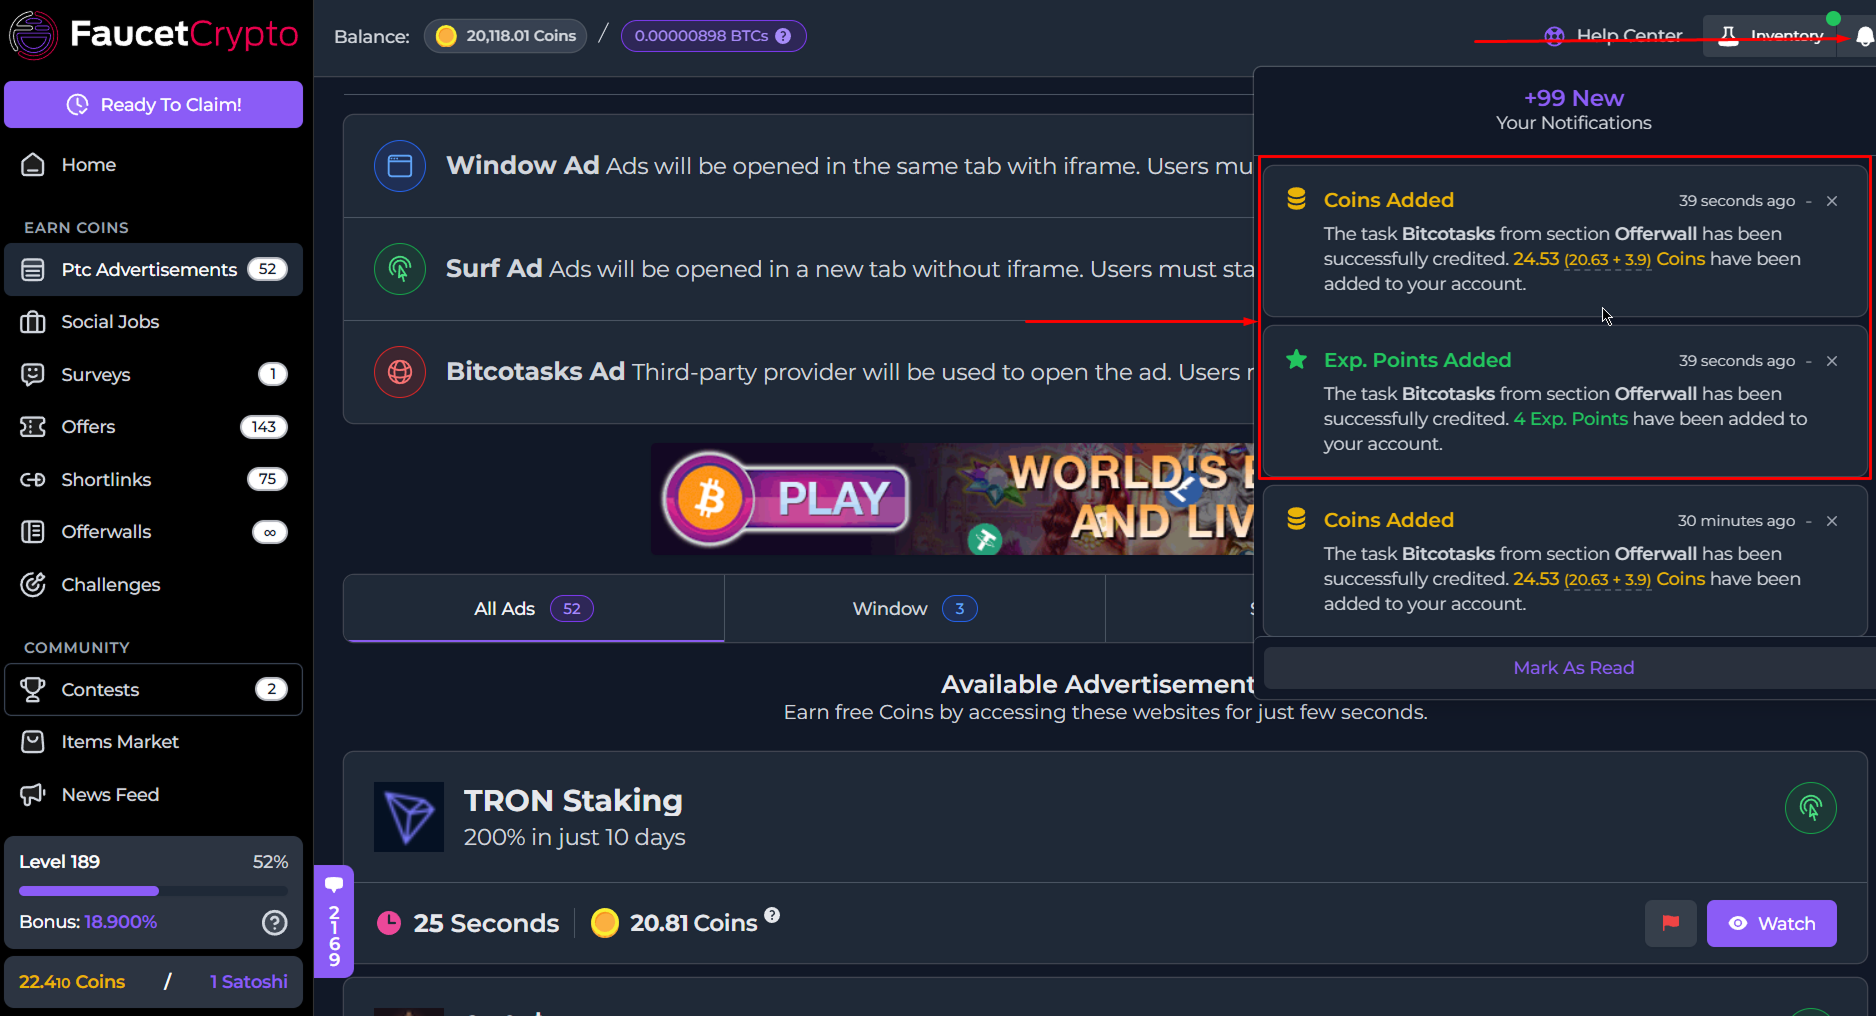 FaucetCrypto
Balance:
20,118.01 Coins
/
0.00000898 BTCs ?
Help Center
Inventory
Ready To Claim!
Home
EARN COINS
Ptc Advertisements 52
Social Jobs
Surveys 1
Offers 143
Shortlinks 75
Offerwalls ∞
Challenges
COMMUNITY
Contests 2
Items Market
News Feed
Level 189 52%
Bonus: 18.900% ?
22.410 Coins / 1 Satoshi
Window Ad Ads will be opened in the same tab with iframe. Users mu
Surf Ad Ads will be opened in a new tab without iframe. Users must sta
Bitcotasks Ad Third-party provider will be used to open the ad. Users
PLAY
WORLD'S
AND LIV
All Ads 52
Window 3
Available Advertisement
Earn free Coins by accessing these websites for just few seconds.
TRON Staking
200% in just 10 days
25 Seconds
20.81 Coins ?
Watch
2169
+99 New
Your Notifications
Coins Added 39 seconds ago - ×
The task Bitcotasks from section Offerwall has been
successfully credited. 24.53 (20.63 + 3.9) Coins have been
added to your account.
Exp. Points Added 39 seconds ago - ×
The task Bitcotasks from section Offerwall has been
successfully credited. 4 Exp. Points have been added to
your account.
Coins Added 30 minutes ago - ×
The task Bitcotasks from section Offerwall has been
successfully credited. 24.53 (20.63 + 3.9) Coins have been
added to your account.
Mark As Read